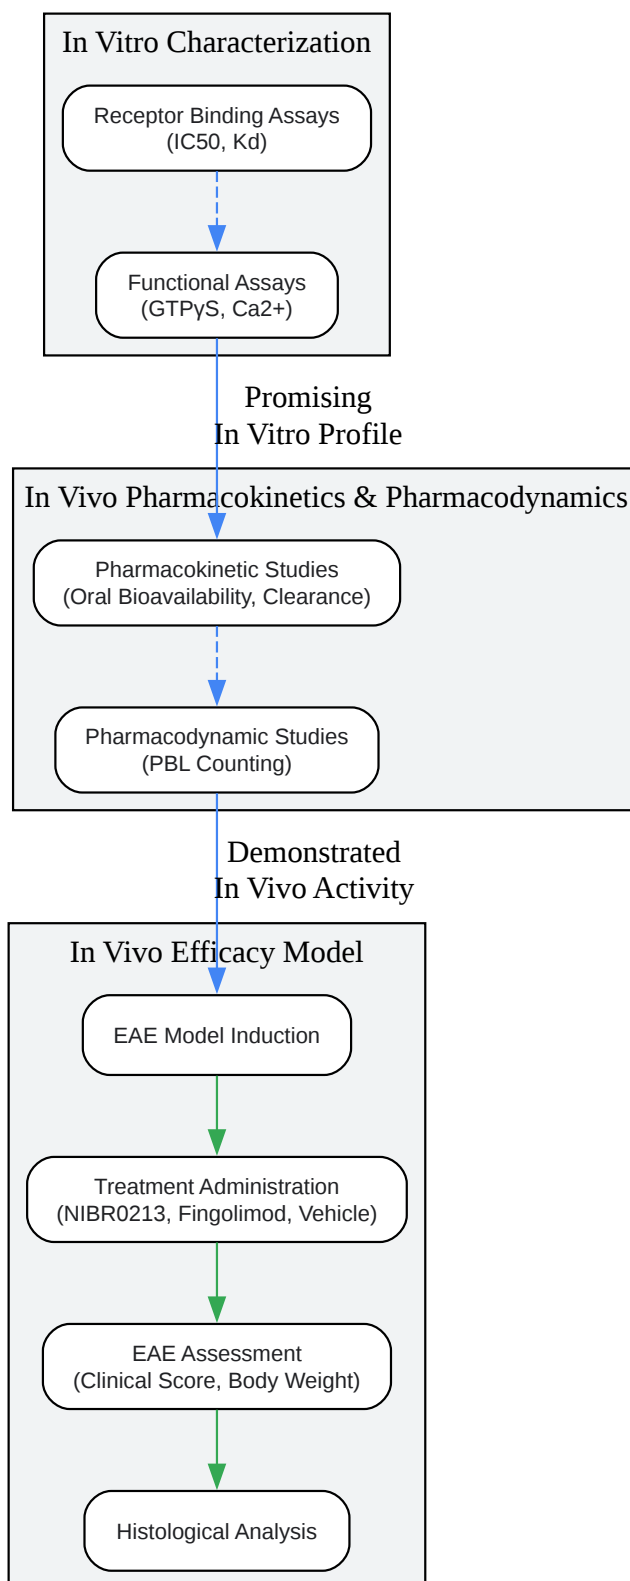 In Vitro Characterization
Receptor Binding Assays
(IC50, Kd)
Functional Assays
(GTPγS, Ca2+)
Promising
In Vitro Profile
In Vivo Pharmacokinetics & Pharmacodynamics
Pharmacokinetic Studies
(Oral Bioavailability, Clearance)
Pharmacodynamic Studies
(PBL Counting)
Demonstrated
In Vivo Activity
In Vivo Efficacy Model
EAE Model Induction
Treatment Administration
(NIBR0213, Fingolimod, Vehicle)
EAE Assessment
(Clinical Score, Body Weight)
Histological Analysis